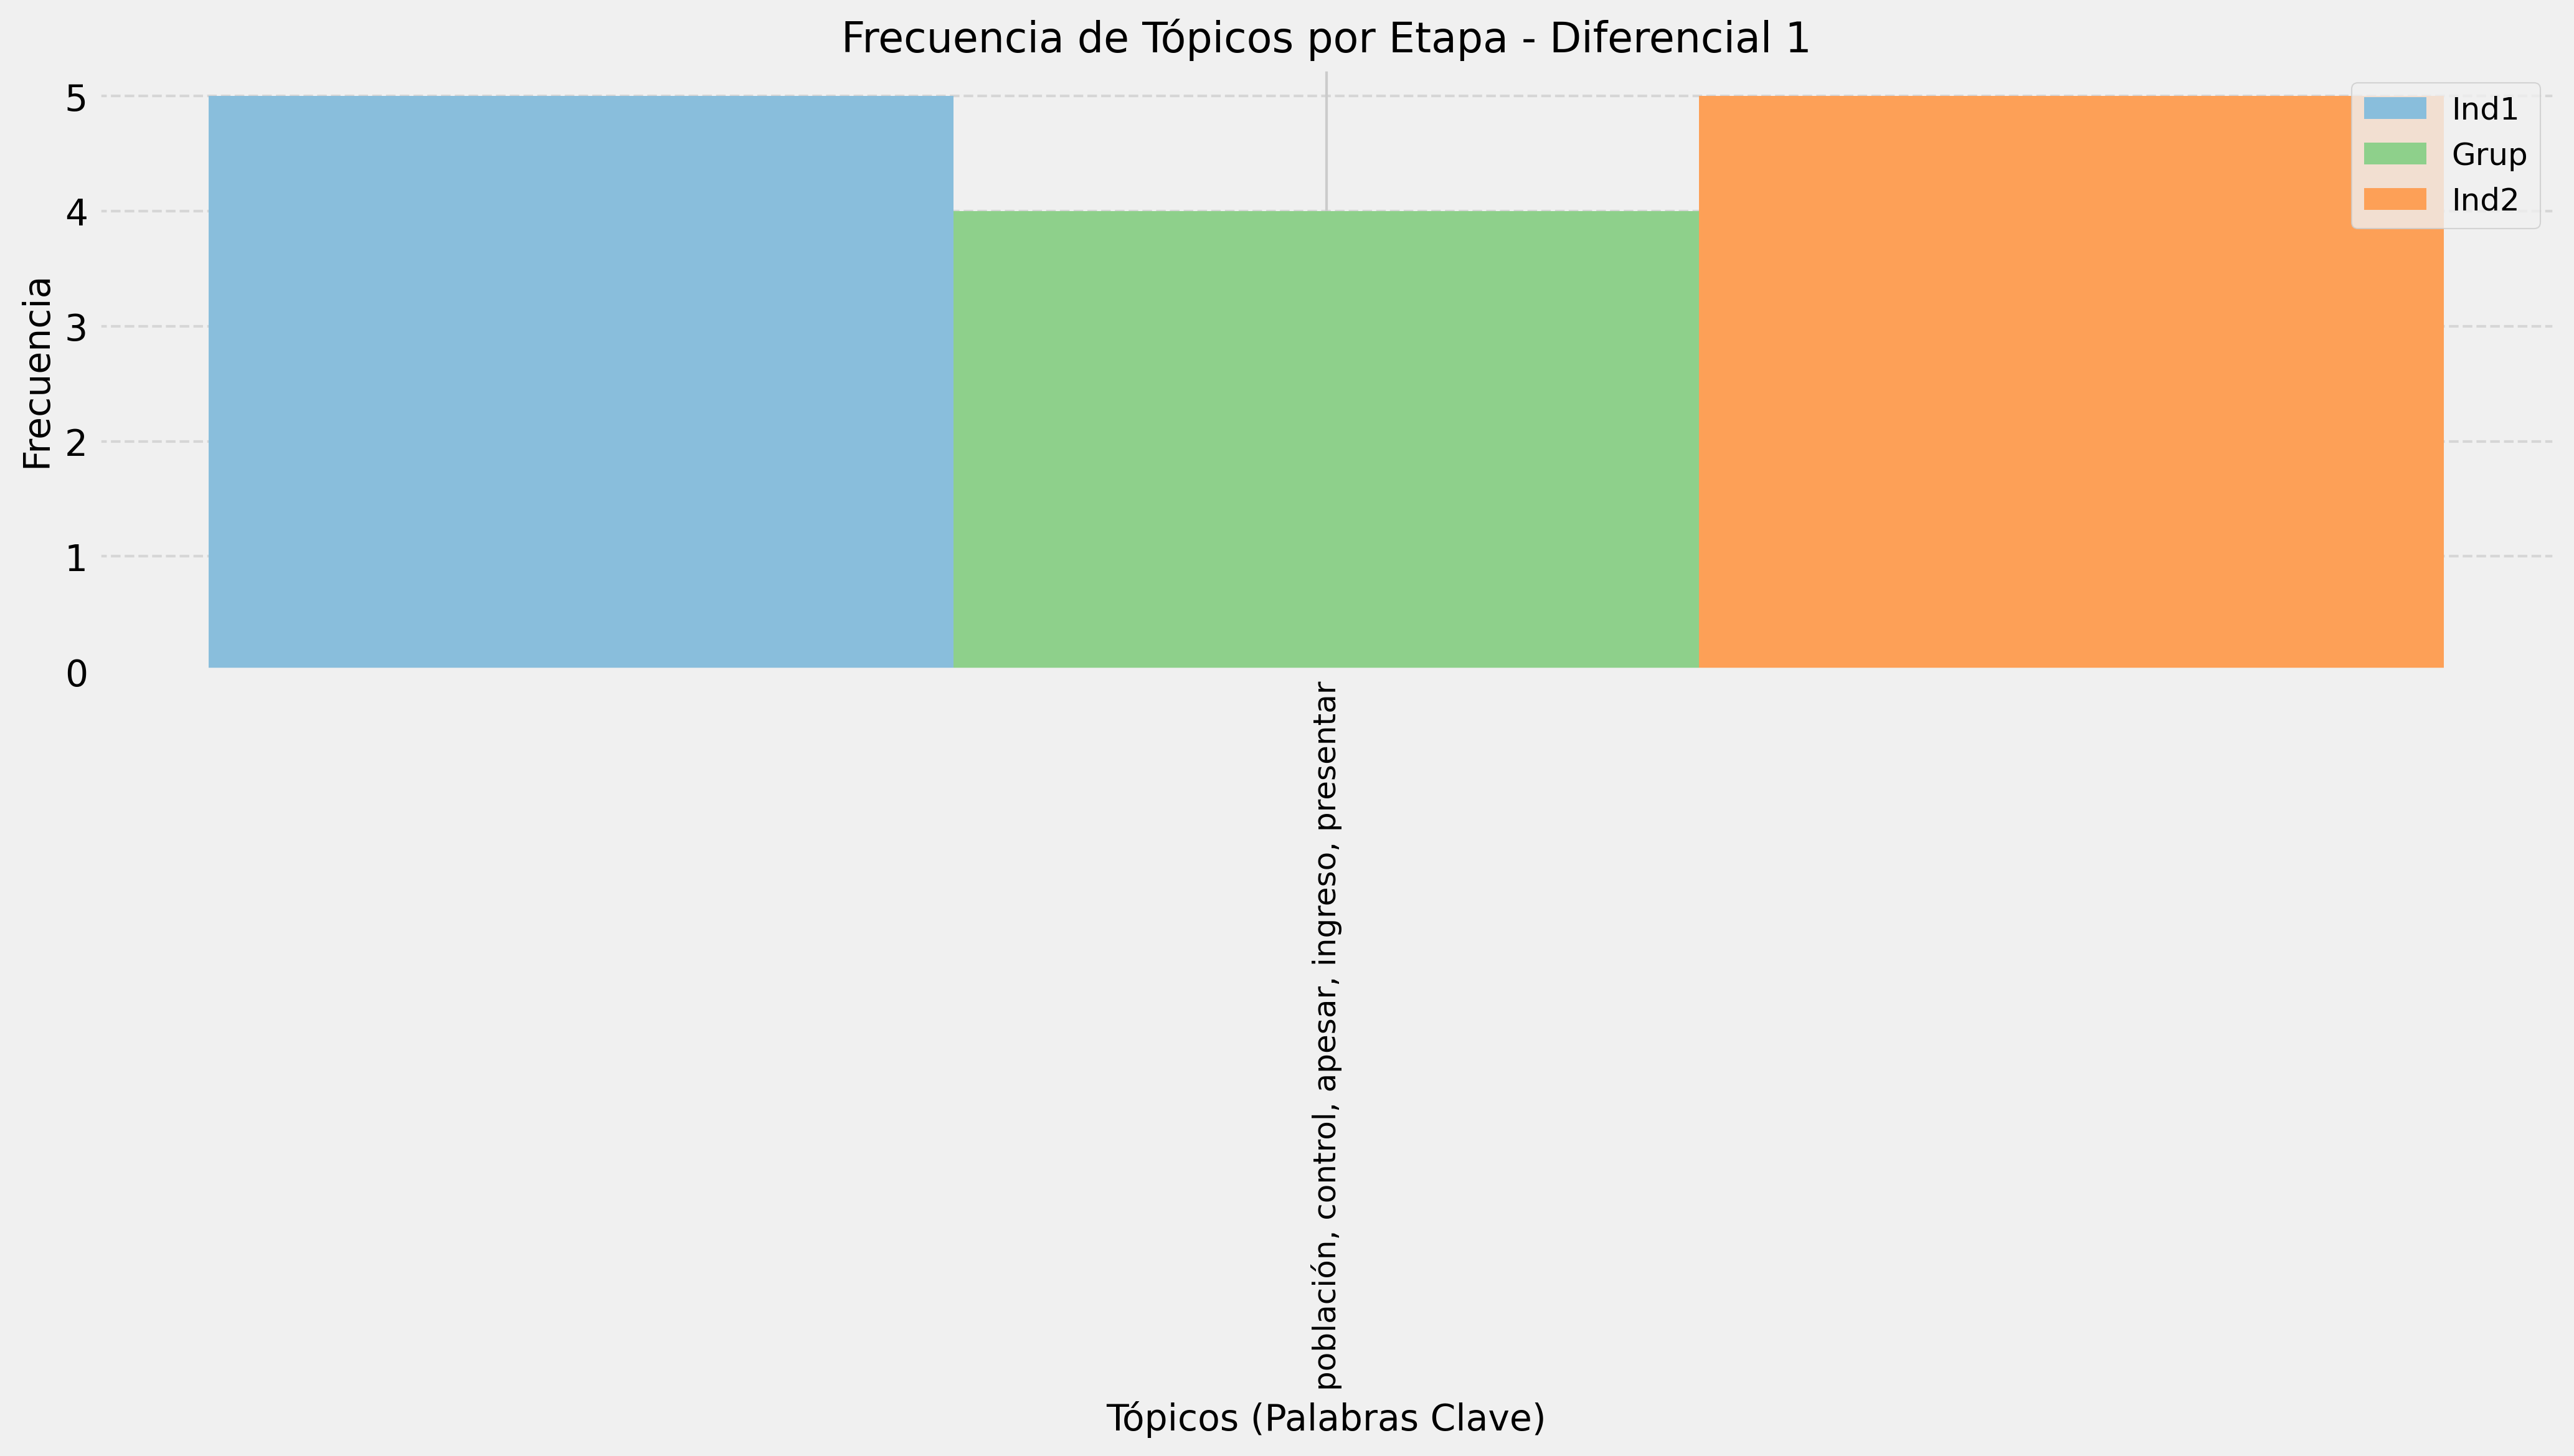 Frecuencia de Tópicos por Etapa - Diferencial 1
Ind1
Grup
Ind2
Frecuencia
5
4
3
2
1
0
población, control, apesar, ingreso, presentar
Tópicos (Palabras Clave)